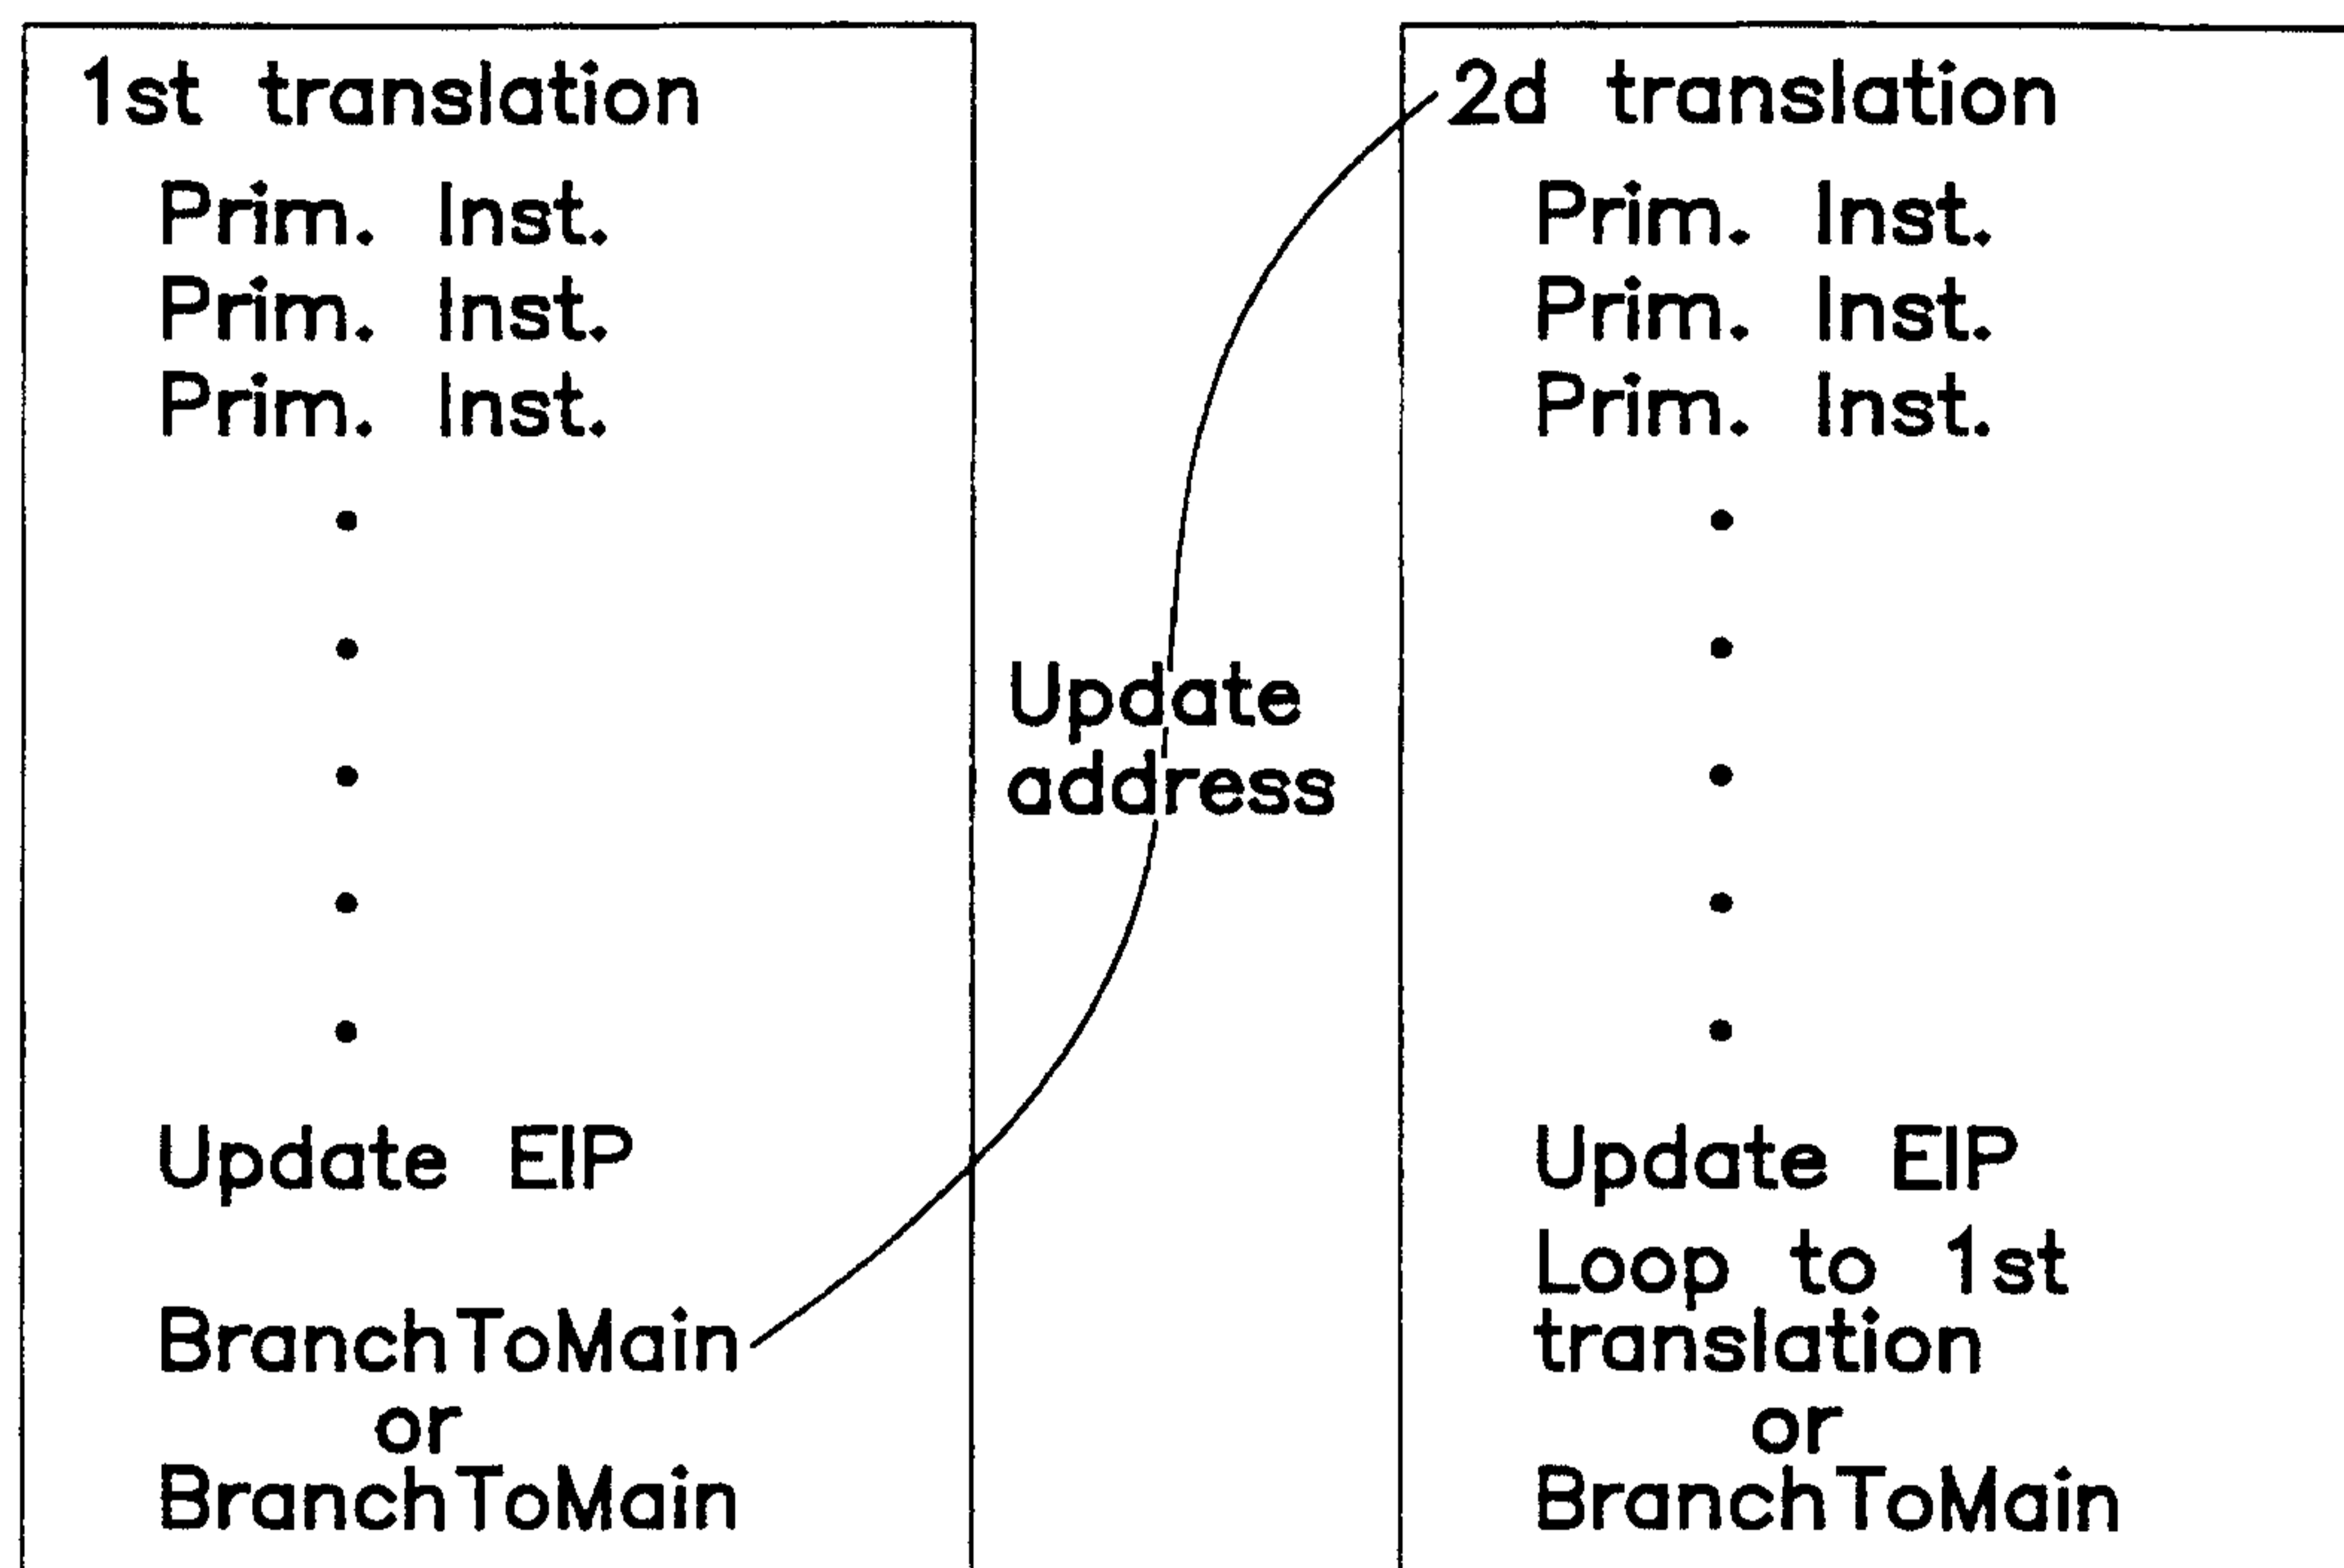 1st translation
Prim. Inst.
Prim. Inst.
Prim. Inst.
Update EIP
BranchToMain
or
BranchToMain
Update
address
2d translation
Prim. Inst.
Prim. Inst.
Prim. Inst.
Update EIP
Loop to 1st
translation
or
BranchToMain